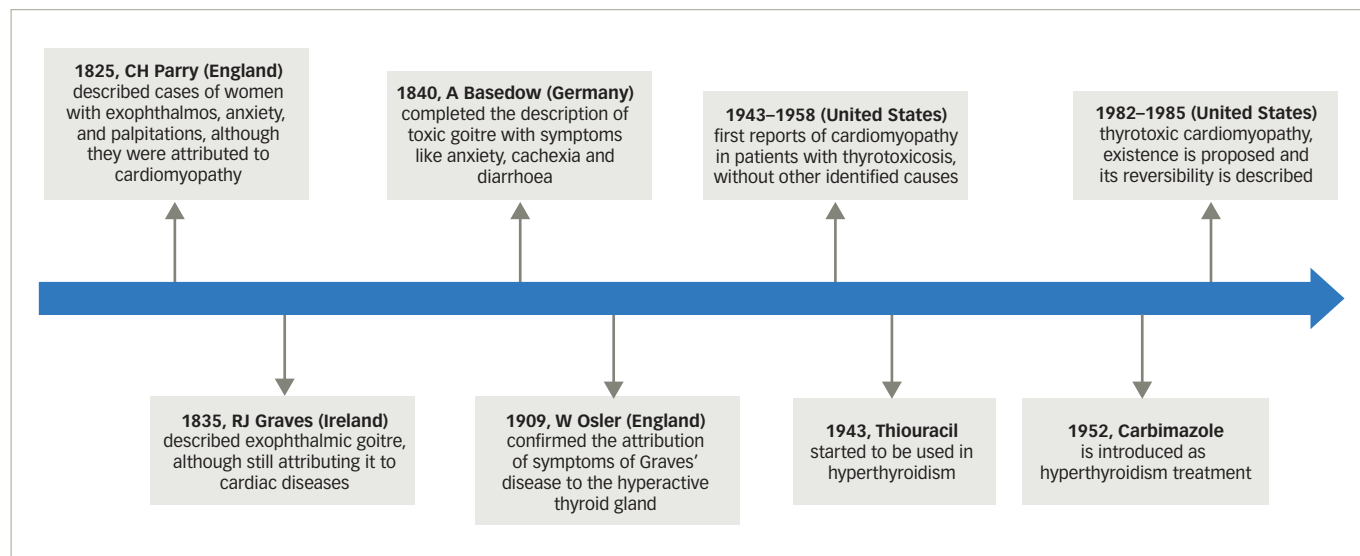 1825, CH Parry (England)
described cases of women
with exophthalmos, anxiety,
and palpitations, although
they were attributed to
cardiomyopathy
1840, A Basedow (Germany)
completed the description of
toxic goitre with symptoms
like anxiety, cachexia and
diarrhoea
1943–1958 (United States)
first reports of cardiomyopathy
in patients with thyrotoxicosis,
without other identified causes
1982–1985 (United States)
thyrotoxic cardiomyopathy,
existence is proposed and
its reversibility is described
1835, RJ Graves (Ireland)
described exophthalmic goitre,
although still attributing it to
cardiac diseases
1909, W Osler (England)
confirmed the attribution
of symptoms of Graves’
disease to the hyperactive
thyroid gland
1943, Thiouracil
started to be used in
hyperthyroidism
1952, Carbimazole
is introduced as
hyperthyroidism treatment